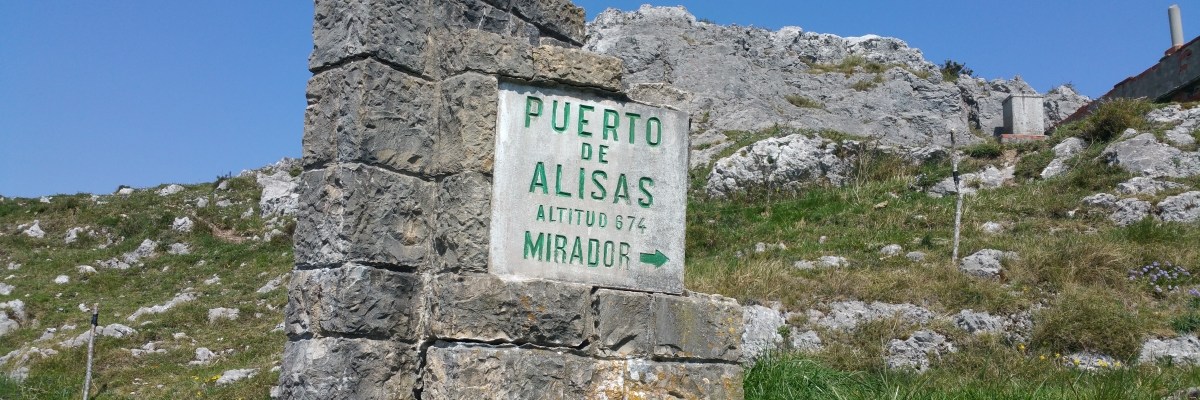 PUERTO
DE
ALISAS
ALTITUD 674
MIRADOR →